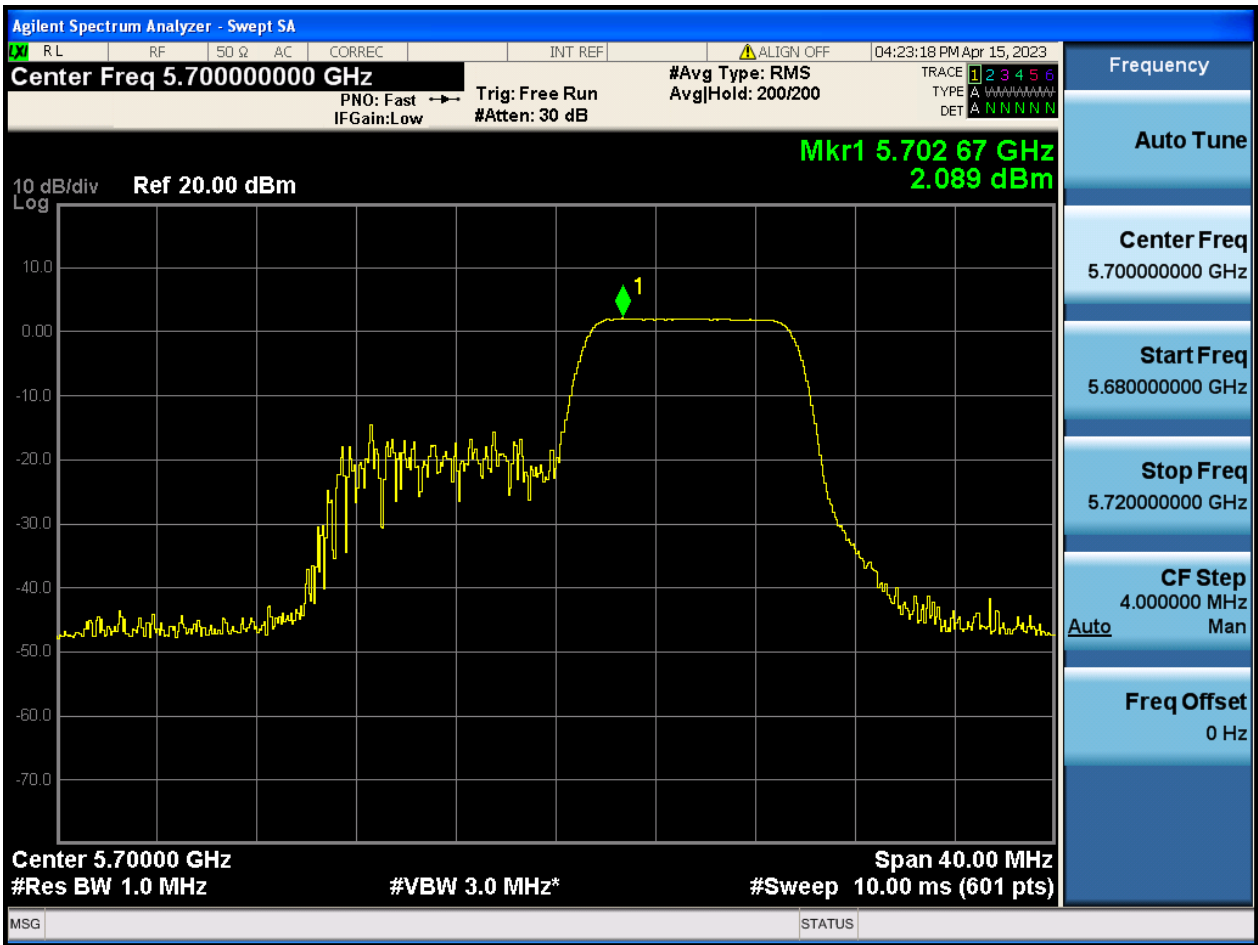 Agilent Spectrum Analyzer - Swept SA
LXI RL RF 50 Ω AC CORREC INT REF ALIGN OFF 04:23:18 PM Apr 15, 2023
Center Freq 5.700000000 GHz
#Avg Type: RMS
TRACE 1 2 3 4 5 6
PNO: Fast Trig: Free Run Avg|Hold: 200/200
TYPE A WWWWW
IFGain:Low #Atten: 30 dB
DET A N N N N N
Mkr1 5.702 67 GHz
2.089 dBm
10 dB/div Ref 20.00 dBm
Log
10.0
1
0.00
-10.0
-20.0
-30.0
-40.0
-50.0
-60.0
-70.0
Center 5.70000 GHz Span 40.00 MHz
#Res BW 1.0 MHz #VBW 3.0 MHz* #Sweep 10.00 ms (601 pts)
MSG STATUS
Frequency
Auto Tune
Center Freq
5.700000000 GHz
Start Freq
5.680000000 GHz
Stop Freq
5.720000000 GHz
CF Step
4.000000 MHz
Auto Man
Freq Offset
0 Hz